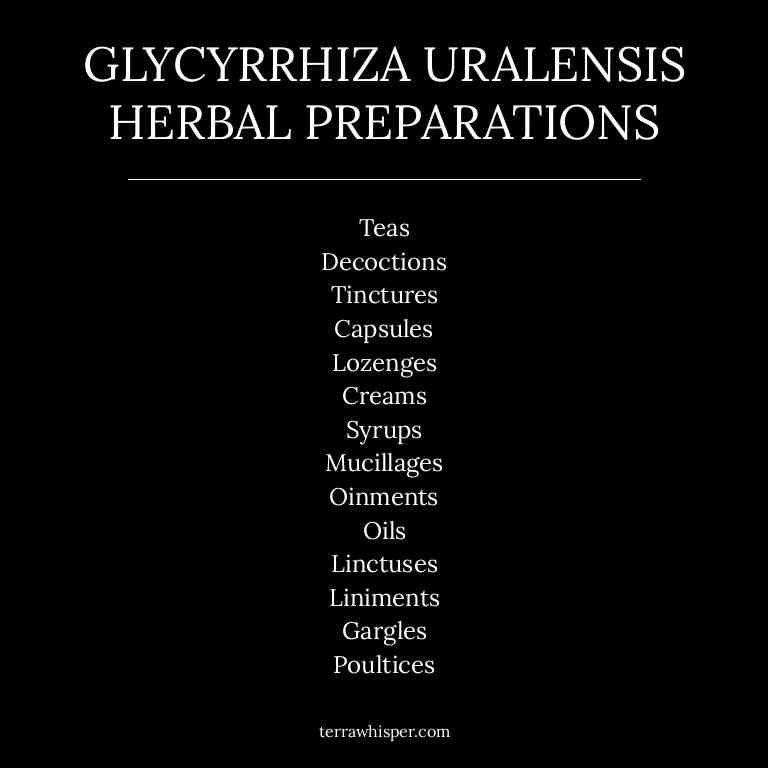 GLYCYRRHIZA URALENSIS
HERBAL PREPARATIONS
Teas
Decoctions
Tinctures
Capsules
Lozenges
Creams
Syrups
Mucillages
Oinments
Oils
Linctuses
Liniments
Gargles
Poultices
terrawhisper.com